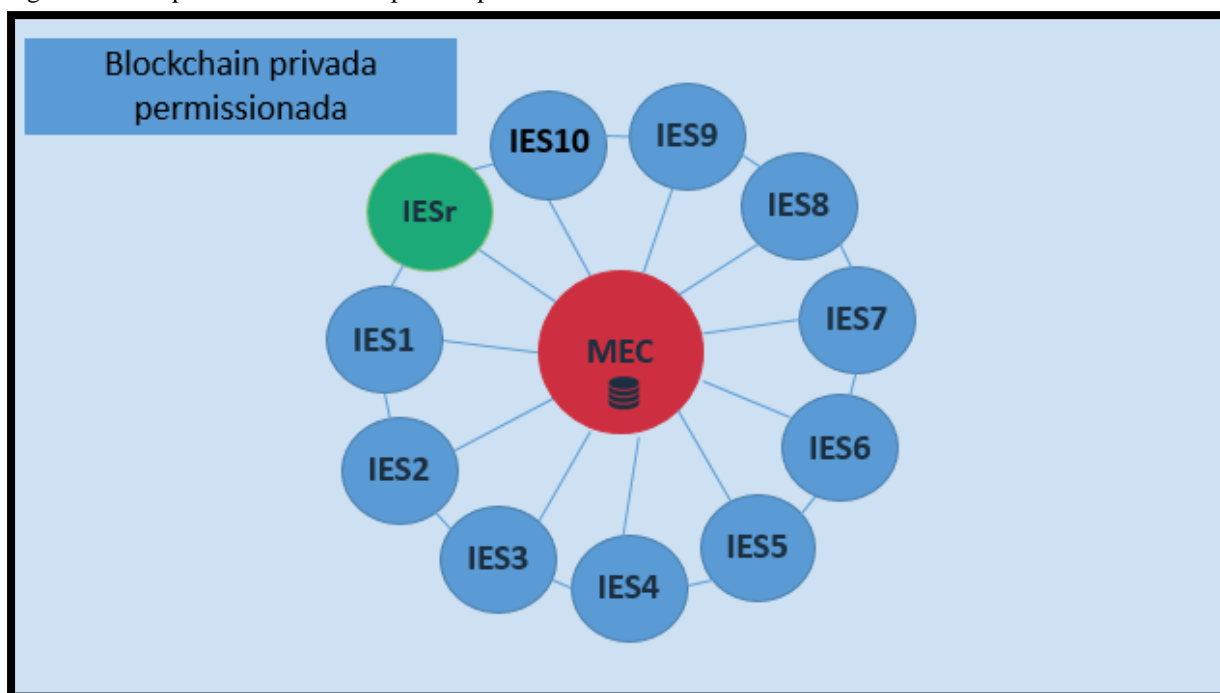 Blockchain privada
permissionada
IES10
IES9
IESr
IES8
IES1
IES7
MEC
IES2
IES6
IES3
IES5
IES4